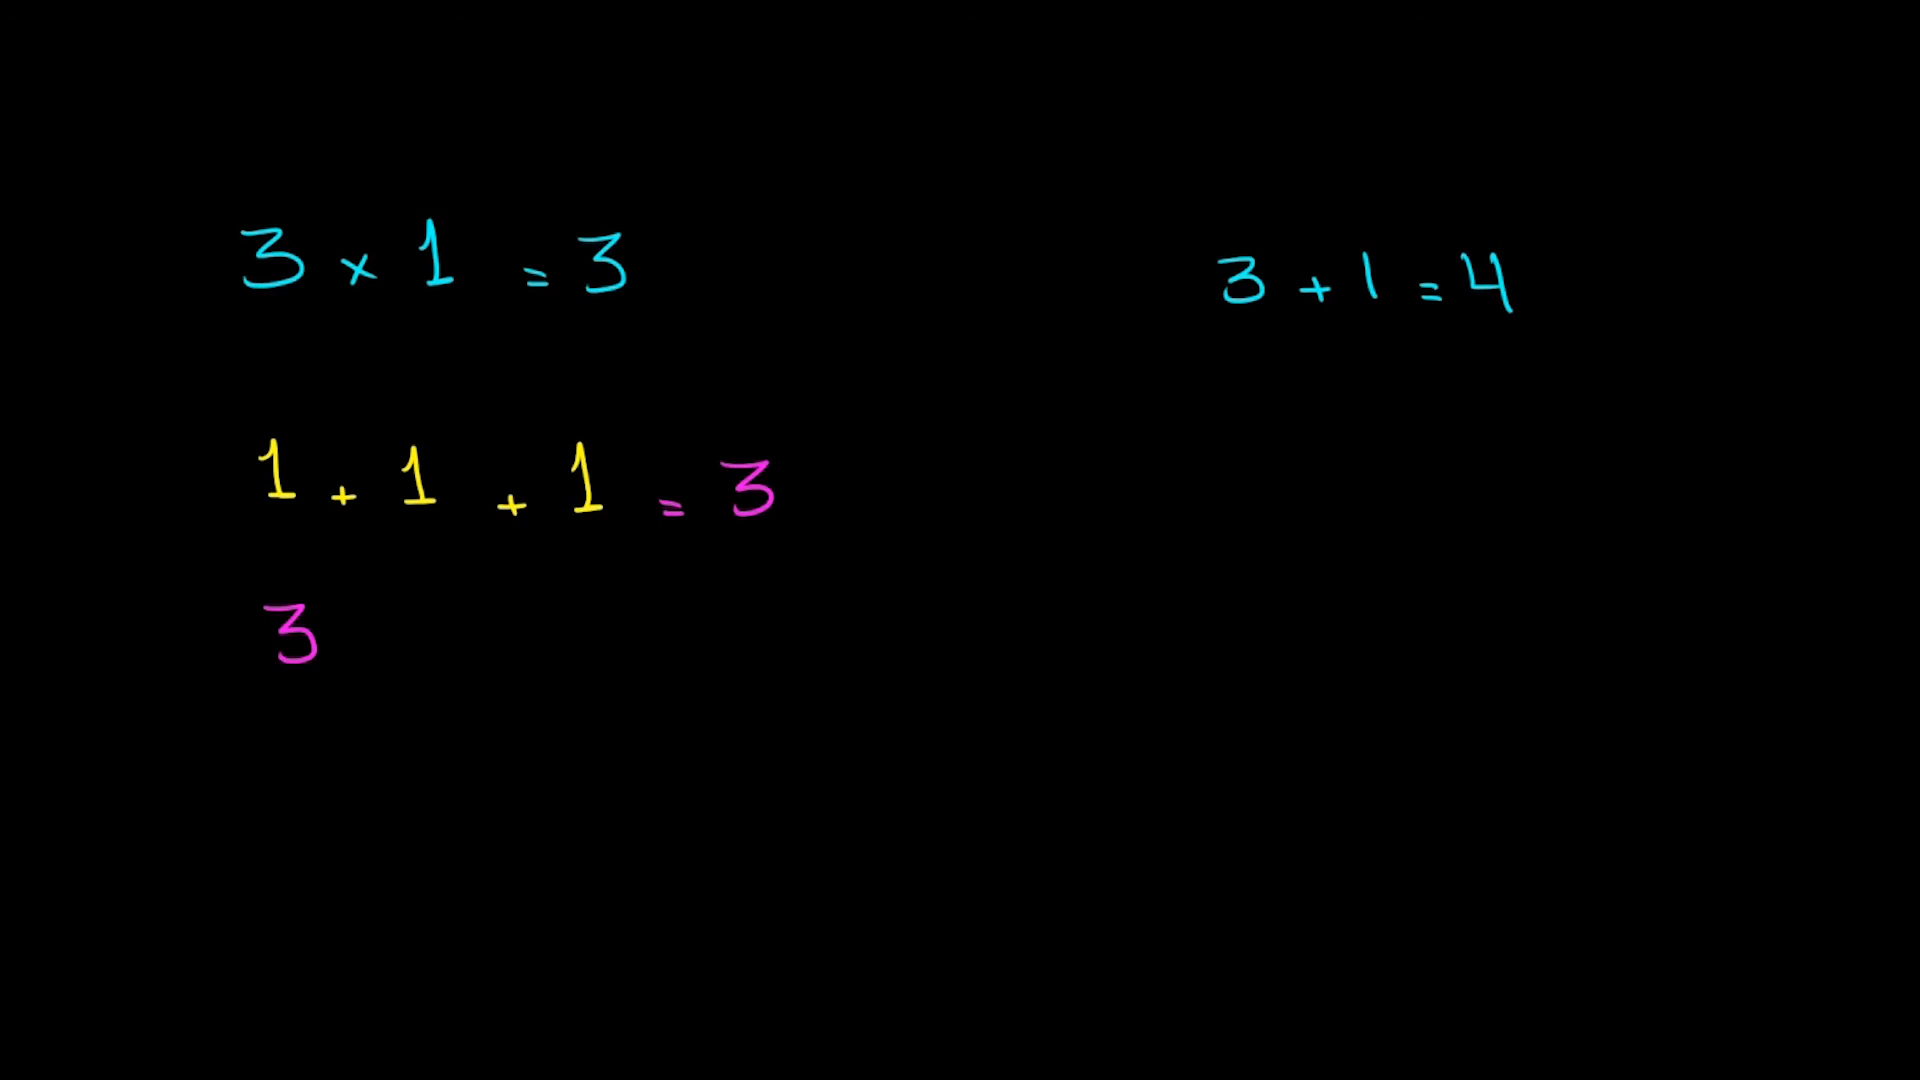 3 × 1 = 3
3 + 1 = 4
1 + 1 + 1 = 3
3